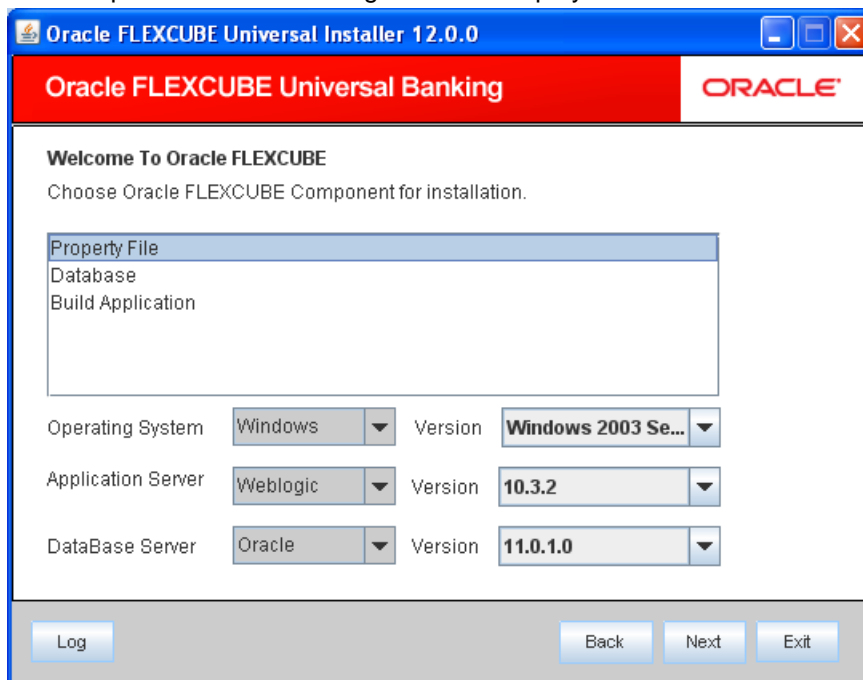 Oracle FLEXCUBE Universal Installer 12.0.0
Oracle FLEXCUBE Universal Banking
ORACLE
Welcome To Oracle FLEXCUBE
Choose Oracle FLEXCUBE Component for installation.
Property File
Database
Build Application
Operating System Windows Version Windows 2003 Se...
Application Server Weblogic Version 10.3.2
DataBase Server Oracle Version 11.0.1.0
Log Back Next Exit